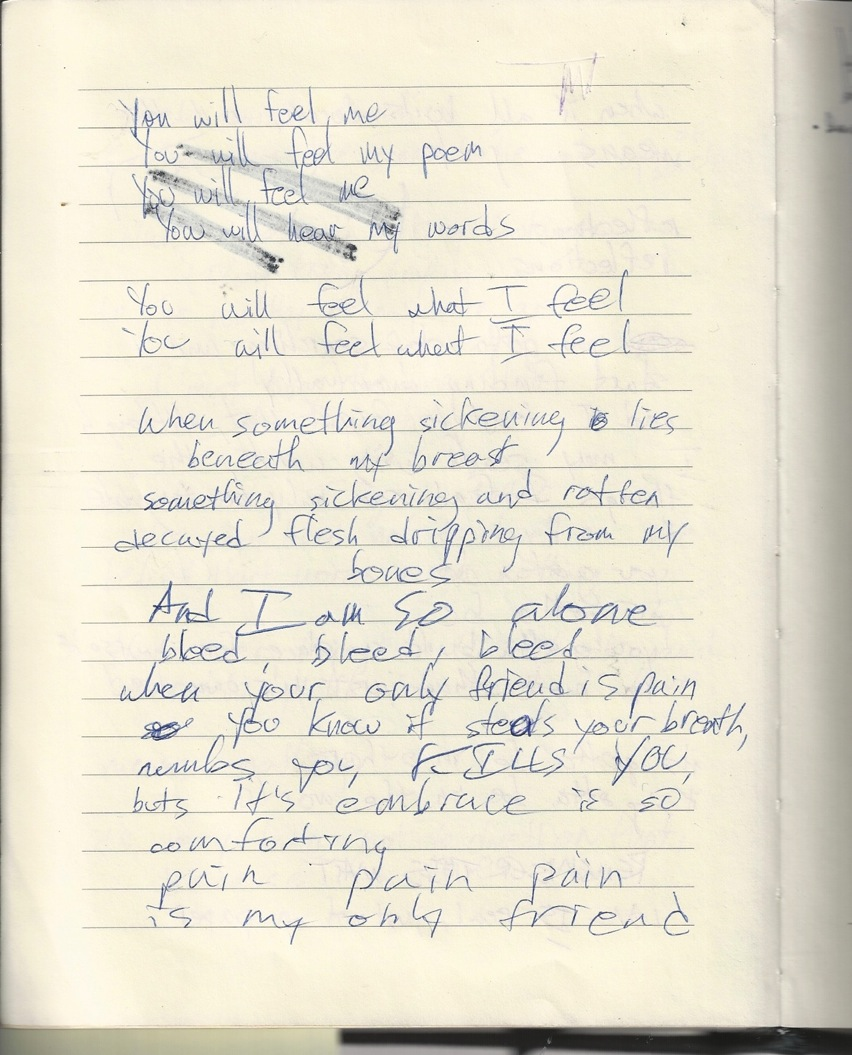 You will feel me
You will feel my poem
You will feel me
You will hear my words
You will feel what I feel
You will feel what I feel
When something sickening lies
beneath my breast
something sickening and rotten
decayed flesh dripping from my
bones
And I am so alone
bleed, bleed, bleed
when your only friend is pain
you know it steals your breath,
numbs you, KILLS YOU,
but it's embrace is so
comforting
pain pain pain
is my only friend